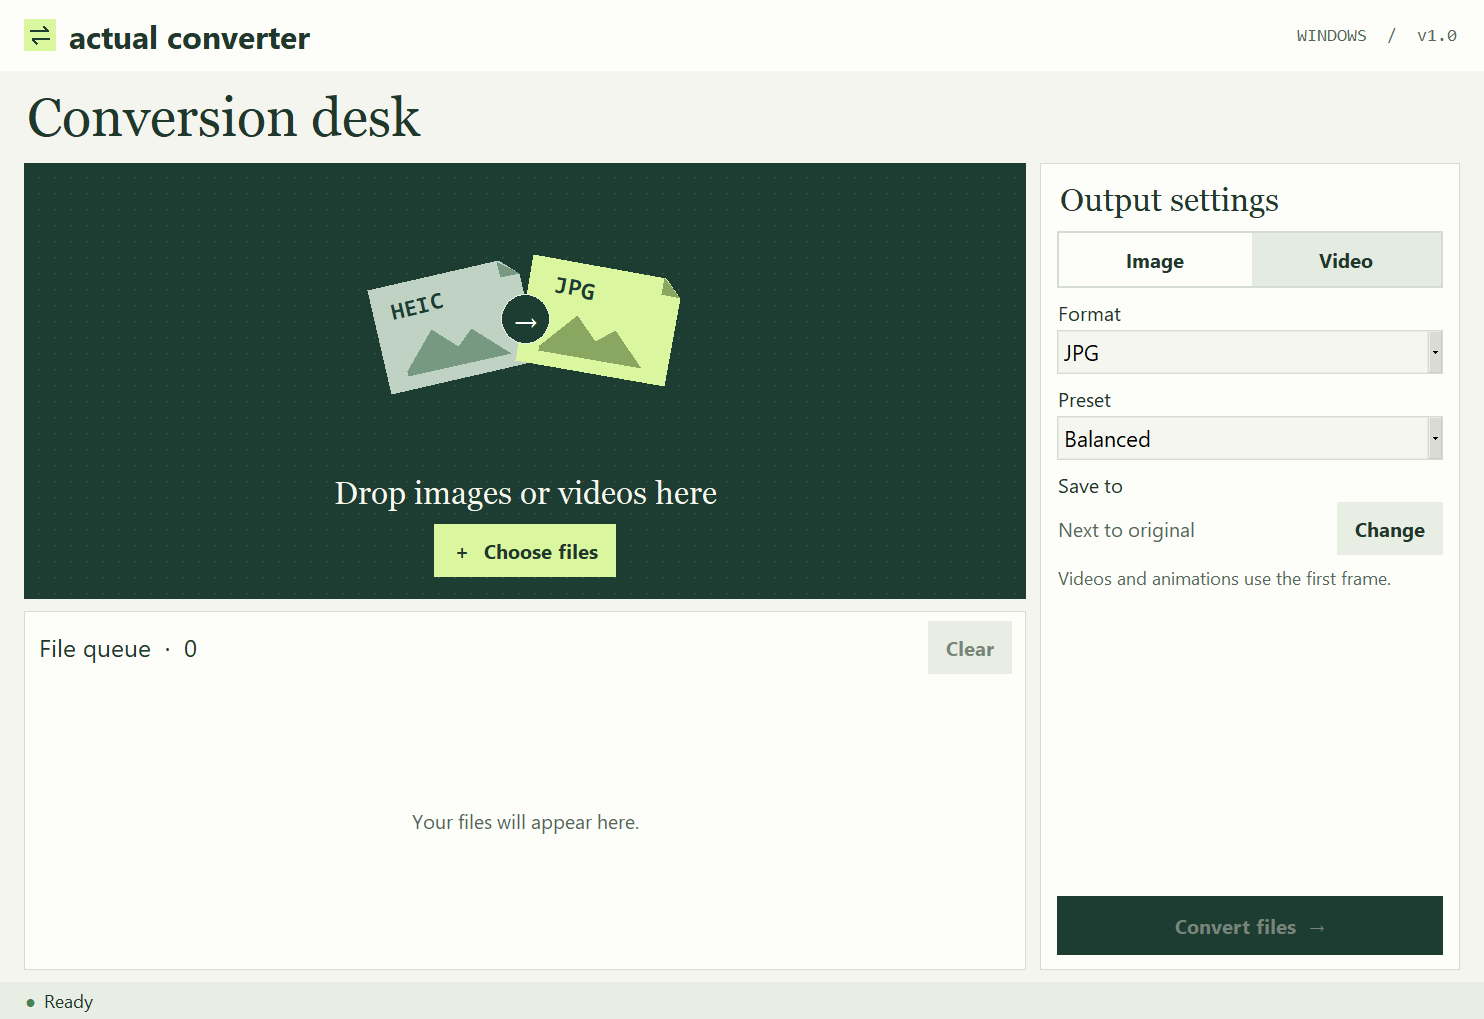 actual converter
WINDOWS / v1.0
Conversion desk
HEIC
→
JPG
Drop images or videos here
+ Choose files
File queue · 0
Clear
Your files will appear here.
Output settings
Image
Video
Format
JPG
Preset
Balanced
Save to
Next to original
Change
Videos and animations use the first frame.
Convert files →
Ready